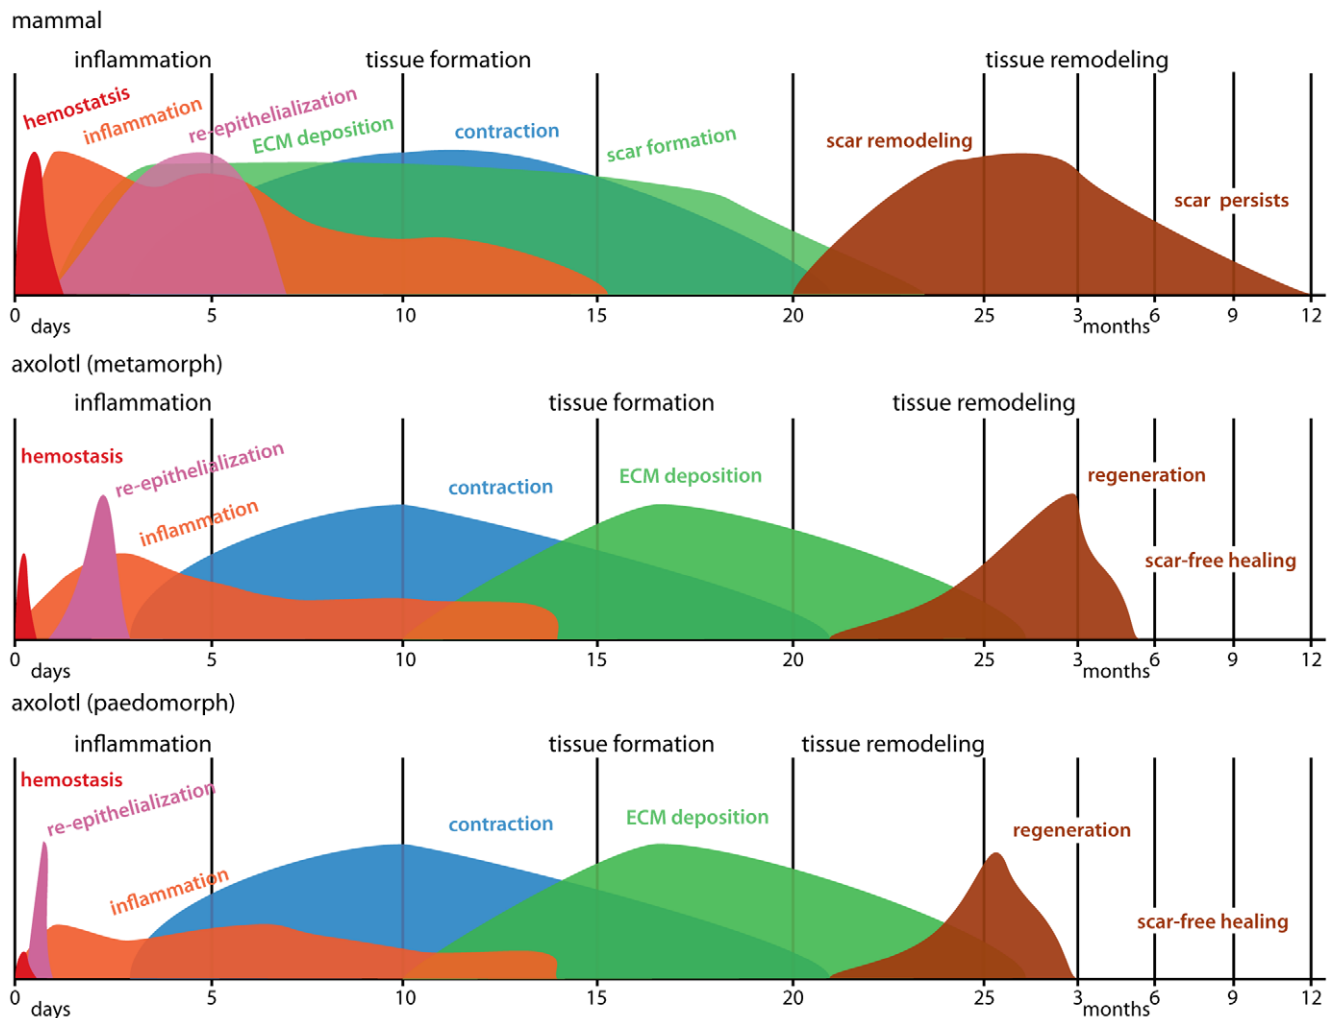 mammal
inflammation tissue formation tissue remodeling
hemostatsis inflammation re-epithelialization ECM deposition contraction scar formation scar remodeling scar persists
0 5 10 15 20 25 3 6 9 12
days months
axolotl (metamorph)
inflammation tissue formation tissue remodeling
hemostasis re-epithelialization inflammation contraction ECM deposition regeneration
scar-free healing
0 5 10 15 20 25 3 6 9 12
days months
axolotl (paedomorph)
inflammation tissue formation tissue remodeling
hemostasis re-epithelialization inflammation contraction ECM deposition regeneration
scar-free healing
0 5 10 15 20 25 3 6 9 12
days months